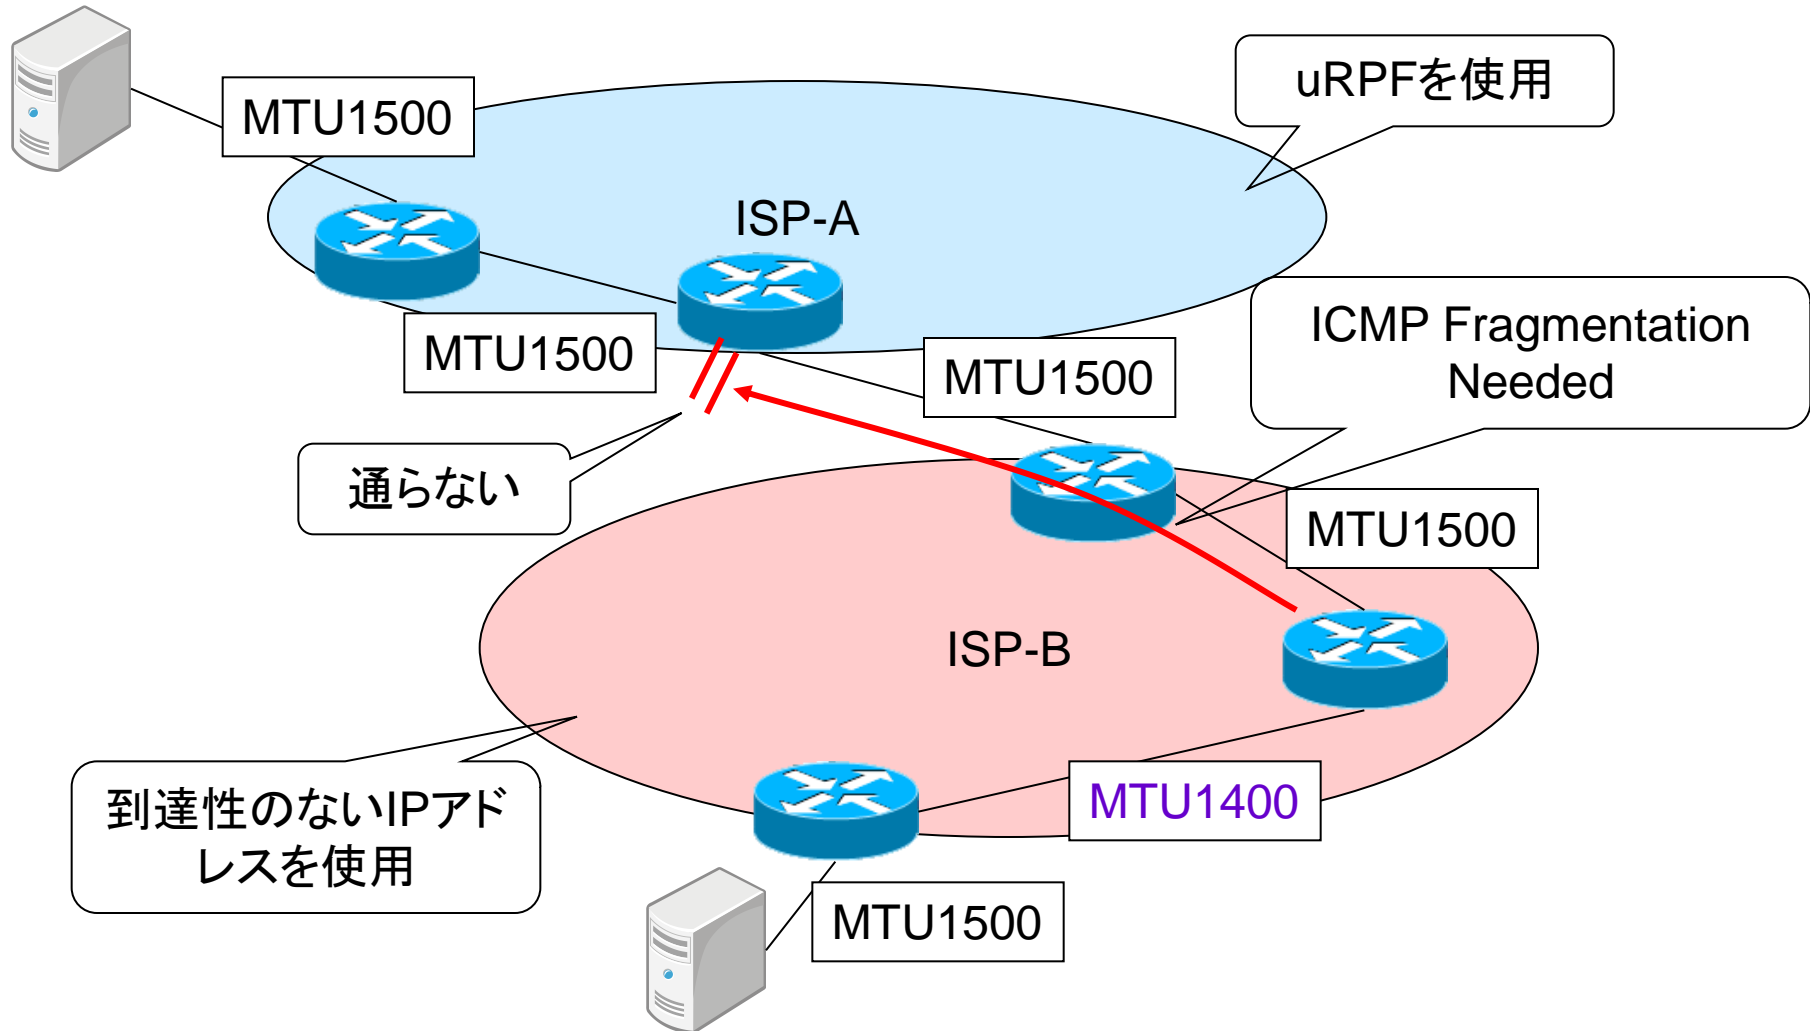 uRPFを使用
MTU1500
ISP-A
MTU1500
MTU1500
ICMP Fragmentation
Needed
通らない
MTU1500
ISP-B
到達性のないIPアド
レスを使用
MTU1400
MTU1500